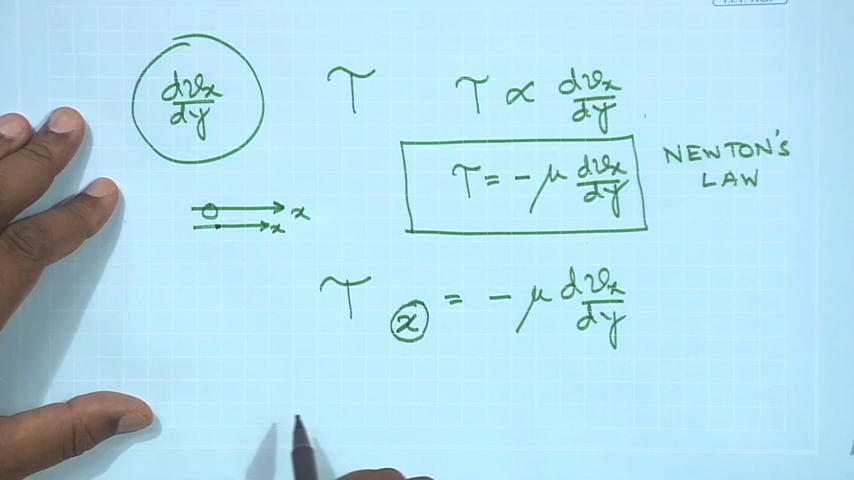 dvx/dy τ τ ∝ dvx/dy
τ = - μ dvx/dy NEWTON'S
LAW
x
x
τ x = - μ dvx/dy